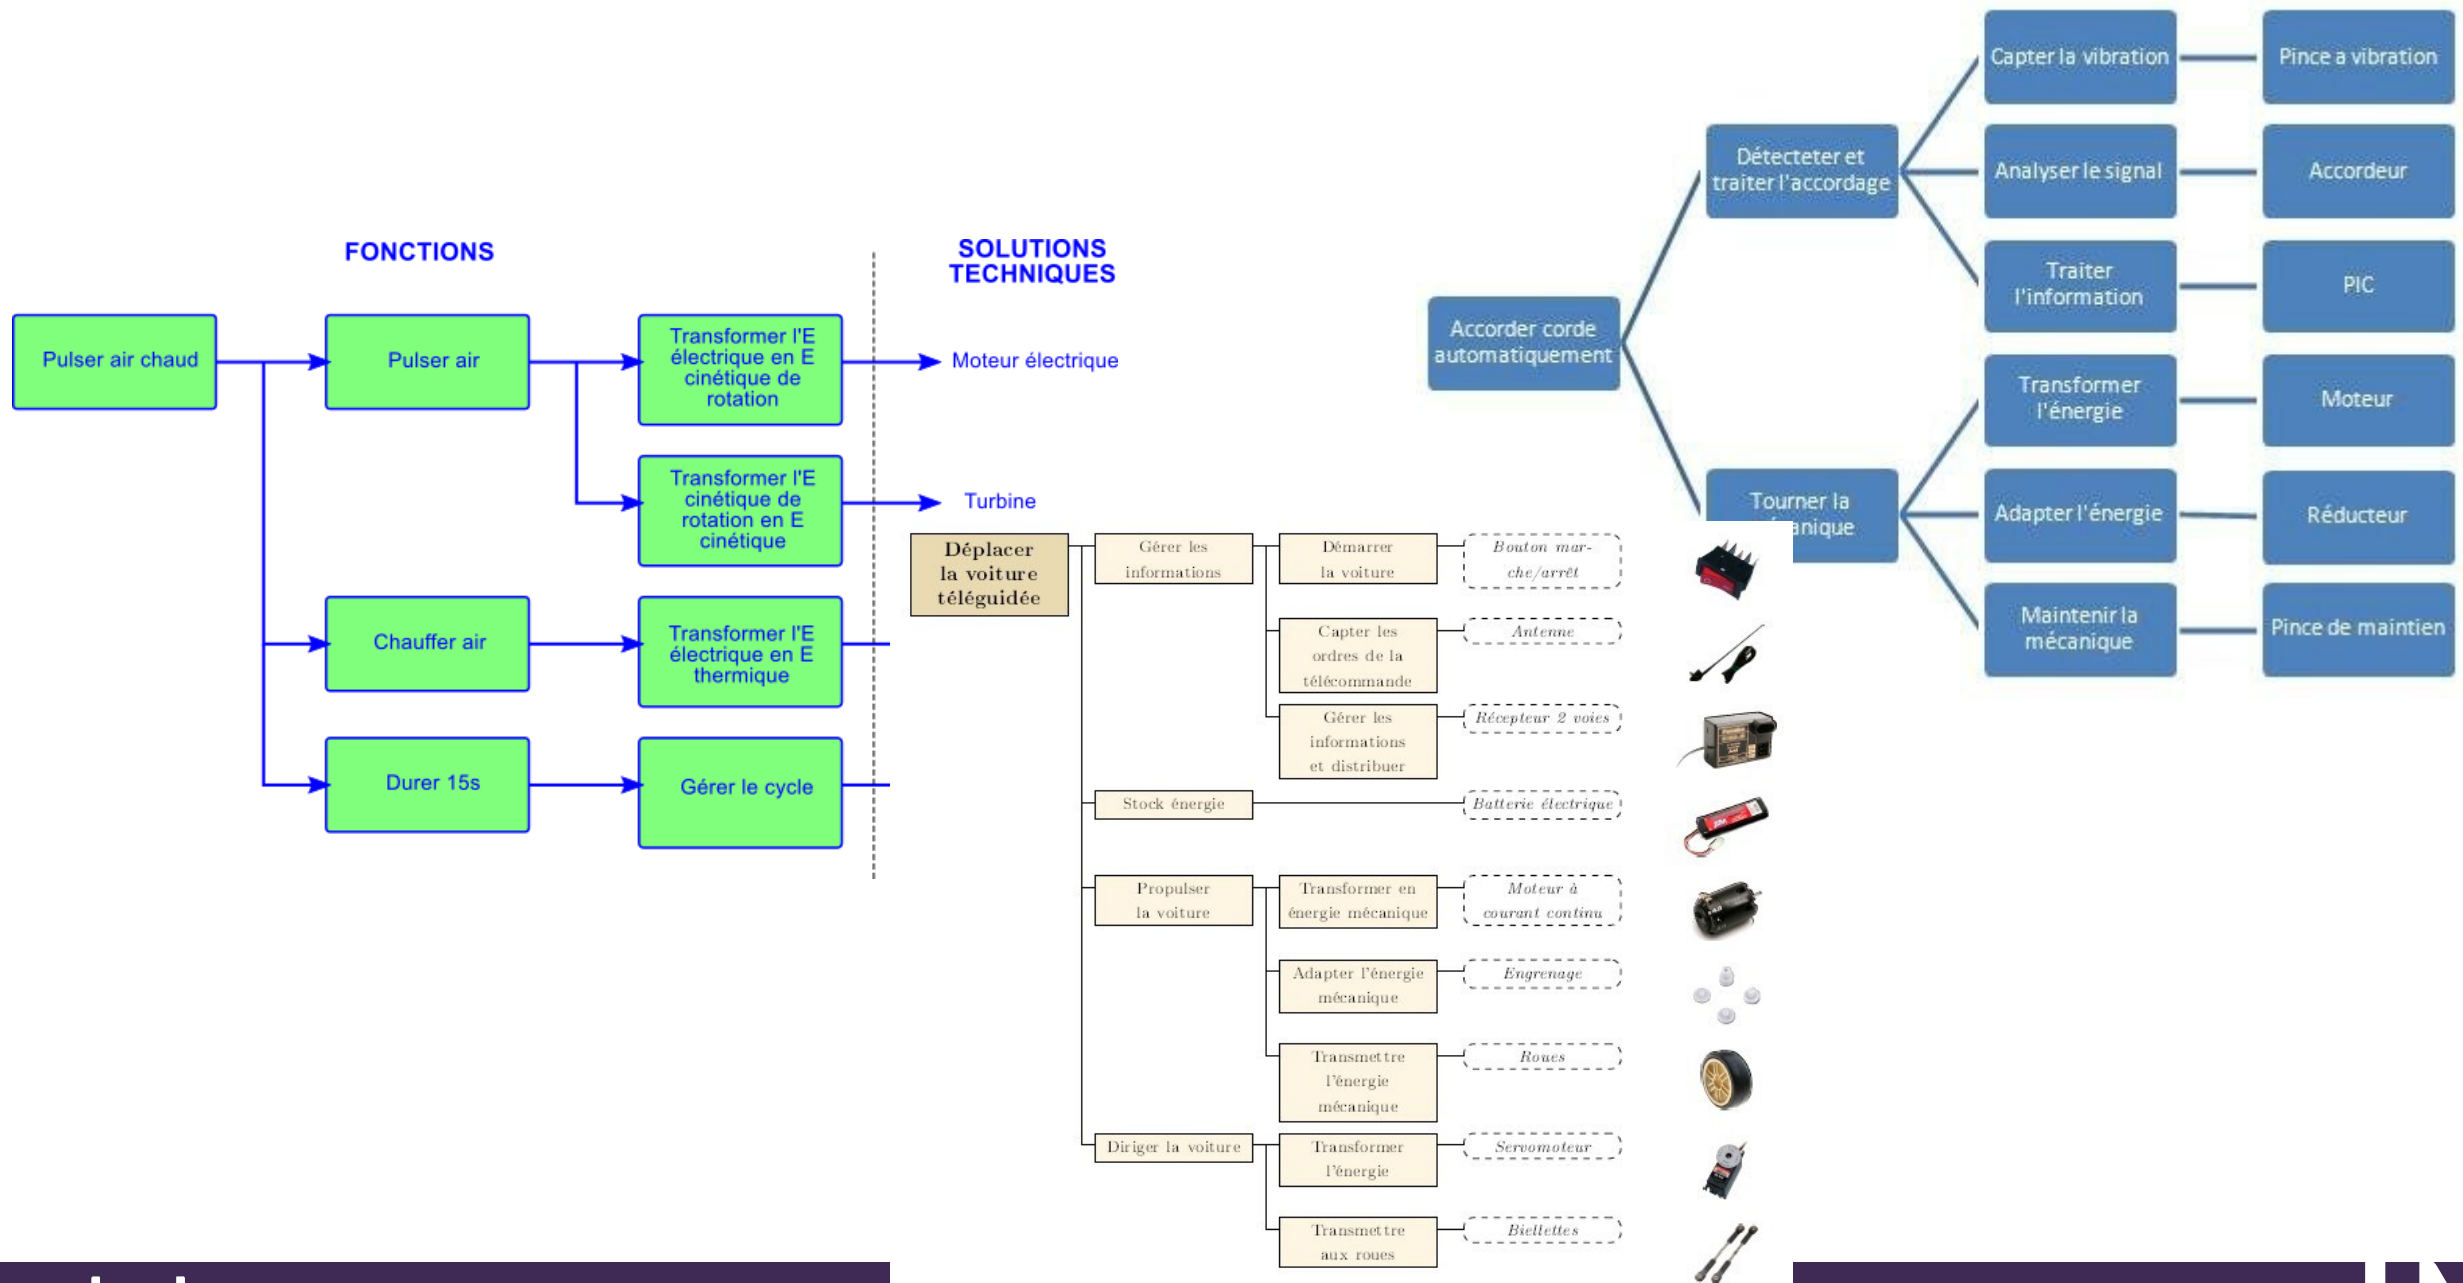 FONCTIONS
SOLUTIONS
TECHNIQUES
Pulser air chaud
Pulser air
Transformer l'E
électrique en E
cinétique de
rotation
Moteur électrique
Transformer l'E
cinétique de
rotation en E
cinétique
Turbine
Chauffer air
Transformer l'E
électrique en E
thermique
Durer 15s
Gérer le cycle
Accorder corde
automatiquement
Détecteter et
traiter l'accordage
Capter la vibration
Pince a vibration
Analyser le signal
Accordeur
Traiter
l'information
PIC
Tourner la
Transformer
l'énergie
Moteur
Adapter l'énergie
Réducteur
Maintenir la
mécanique
Pince de maintien
Déplacer
la voiture
téléguidée
Gérer les
informations
Démarrer
la voiture
Bouton mar-
che/arrêt
Capter les
ordres de la
télécommande
Antenne
Gérer les
informations
et distribuer
Récepteur 2 voies
Stock énergie
Batterie électrique
Propulser
la voiture
Transformer en
énergie mécanique
Moteur à
courant continu
Adapter l'énergie
mécanique
Engrenage
Transmettre
l'énergie
mécanique
Roues
Diriger la voiture
Transformer
l'énergie
Servomoteur
Transmettre
aux roues
Biellettes